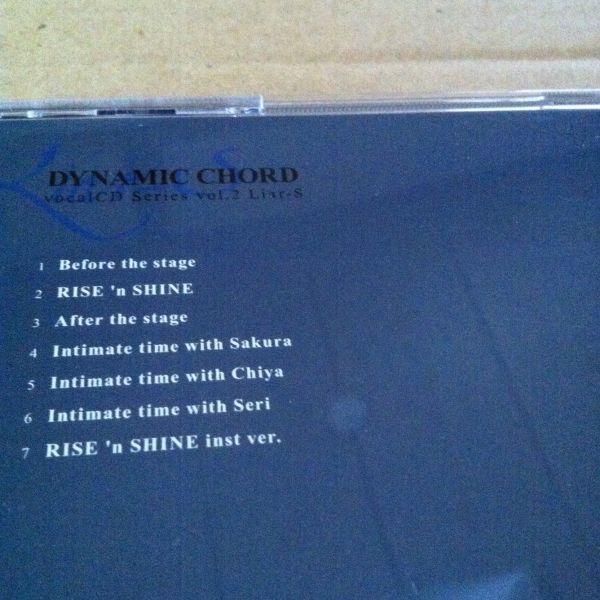 DYNAMIC CHORD
vocalCD Series vol.2 Liar-S
1 Before the stage
2 RISE 'n SHINE
3 After the stage
4 Intimate time with Sakura
5 Intimate time with Chiya
6 Intimate time with Seri
7 RISE 'n SHINE inst ver.